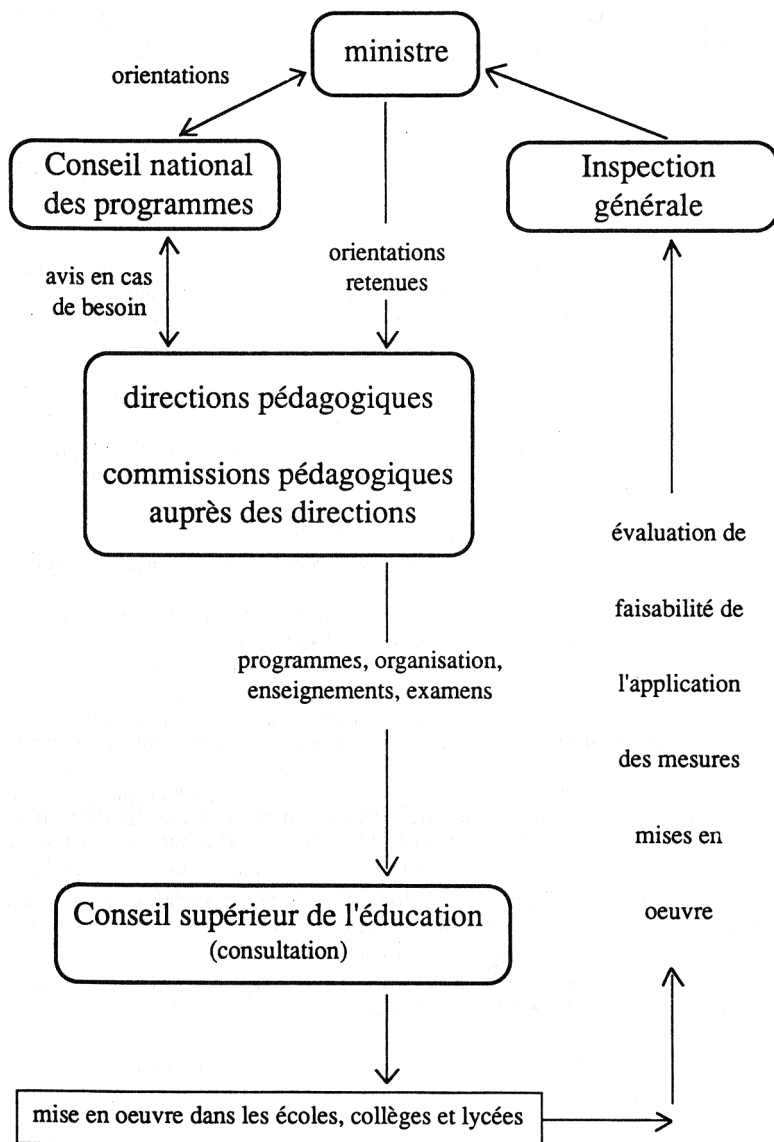 ministre
orientations
Conseil national
des programmes
Inspection
générale
avis en cas
de besoin
orientations
retenues
directions pédagogiques
commissions pédagogiques
auprès des directions
évaluation de
faisabilité de
l'application
des mesures
mises en
oeuvre
programmes, organisation,
enseignements, examens
Conseil supérieur de l'éducation
(consultation)
mise en oeuvre dans les écoles, collèges et lycées